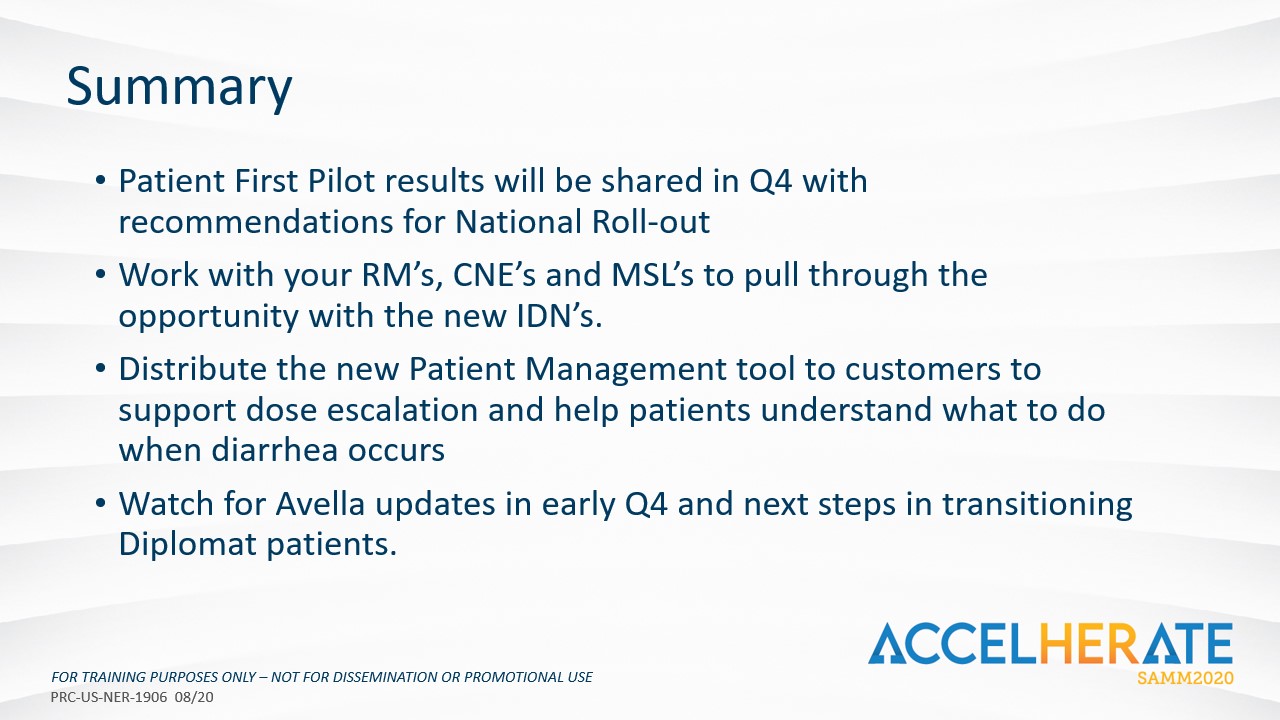 Summary
• Patient First Pilot results will be shared in Q4 with
recommendations for National Roll-out
• Work with your RM’s, CNE’s and MSL’s to pull through the
opportunity with the new IDN’s.
• Distribute the new Patient Management tool to customers to
support dose escalation and help patients understand what to do
when diarrhea occurs
• Watch for Avella updates in early Q4 and next steps in transitioning
Diplomat patients.
ACCELHERATE
SAMM2020
FOR TRAINING PURPOSES ONLY – NOT FOR DISSEMINATION OR PROMOTIONAL USE
PRC-US-NER-1906 08/20